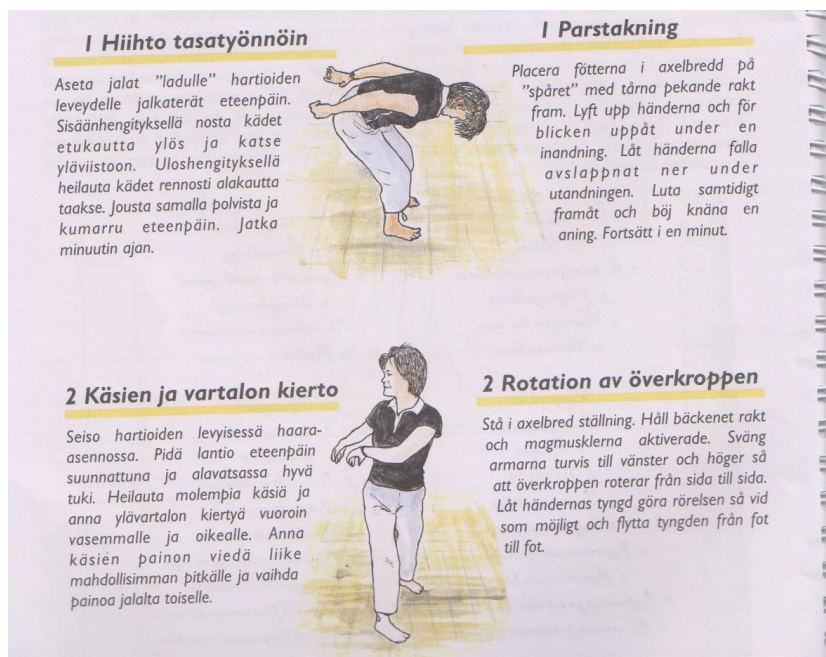 1 Hiihto tasatyönnöin
Aseta jalat "ladulle" hartioiden
leveydelle jalkaterät eteenpäin.
Sisäänhengityksellä nosta kädet
etukautta ylös ja katse
yläviistoon. Uloshengityksellä
heilauta kädet rennosti alakautta
taakse. Jousta samalla polvista ja
kumarru eteenpäin. Jatka
minuutin ajan.
1 Parstakning
Placera fötterna i axelbredd på
"spåret" med tårna pekande rakt
fram. Lyft upp händerna och för
blicken uppåt under en
inandning. Låt händerna falla
avslappnat ner under
utandningen. Luta samtidigt
framåt och böj knäna en
aning. Fortsätt i en minut.
2 Käsien ja vartalon kierto
Seiso hartioiden levyisessä haara-
asennossa. Pidä lantio eteenpäin
suunnattuna ja alavatsassa hyvä
tuki. Heilauta molempia käsiä ja
anna ylävartalon kiertyä vuoroin
vasemmalle ja oikealle. Anna
käsien painon viedä liike
mahdollisimman pitkälle ja vaihda
painoa jalalta toiselle.
2 Rotation av överkroppen
Stå i axelbred ställning. Håll bäckenet rakt
och magmusklerna aktiverade. Sväng
armarna turvis till vänster och höger så
att överkroppen roterar från sida till sida.
Låt händernas tyngd göra rörelsen så vid
som möjligt och flytta tyngden från fot
till fot.